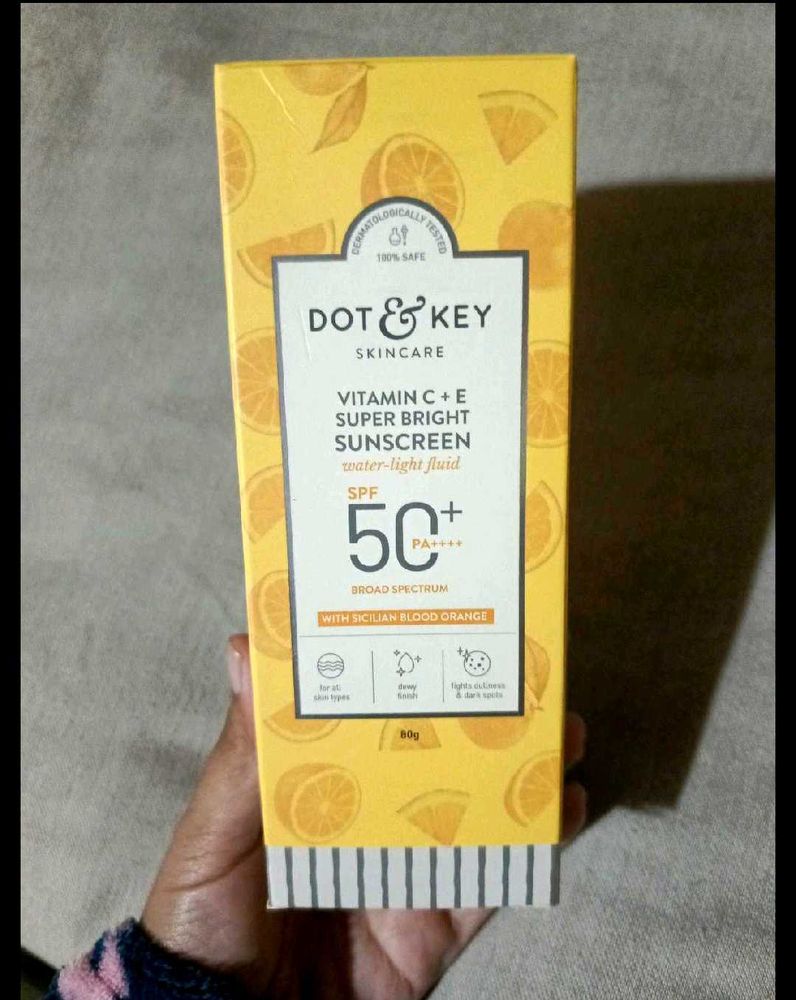 DERMATOLOGICALLY TESTED
100% SAFE
DOT & KEY
SKINCARE
VITAMIN C + E
SUPER BRIGHT
SUNSCREEN
water-light fluid
SPF
50+
PA++++
BROAD SPECTRUM
WITH SICILIAN BLOOD ORANGE
for all dewy fights dullness
skin types finish & dark spots
80g